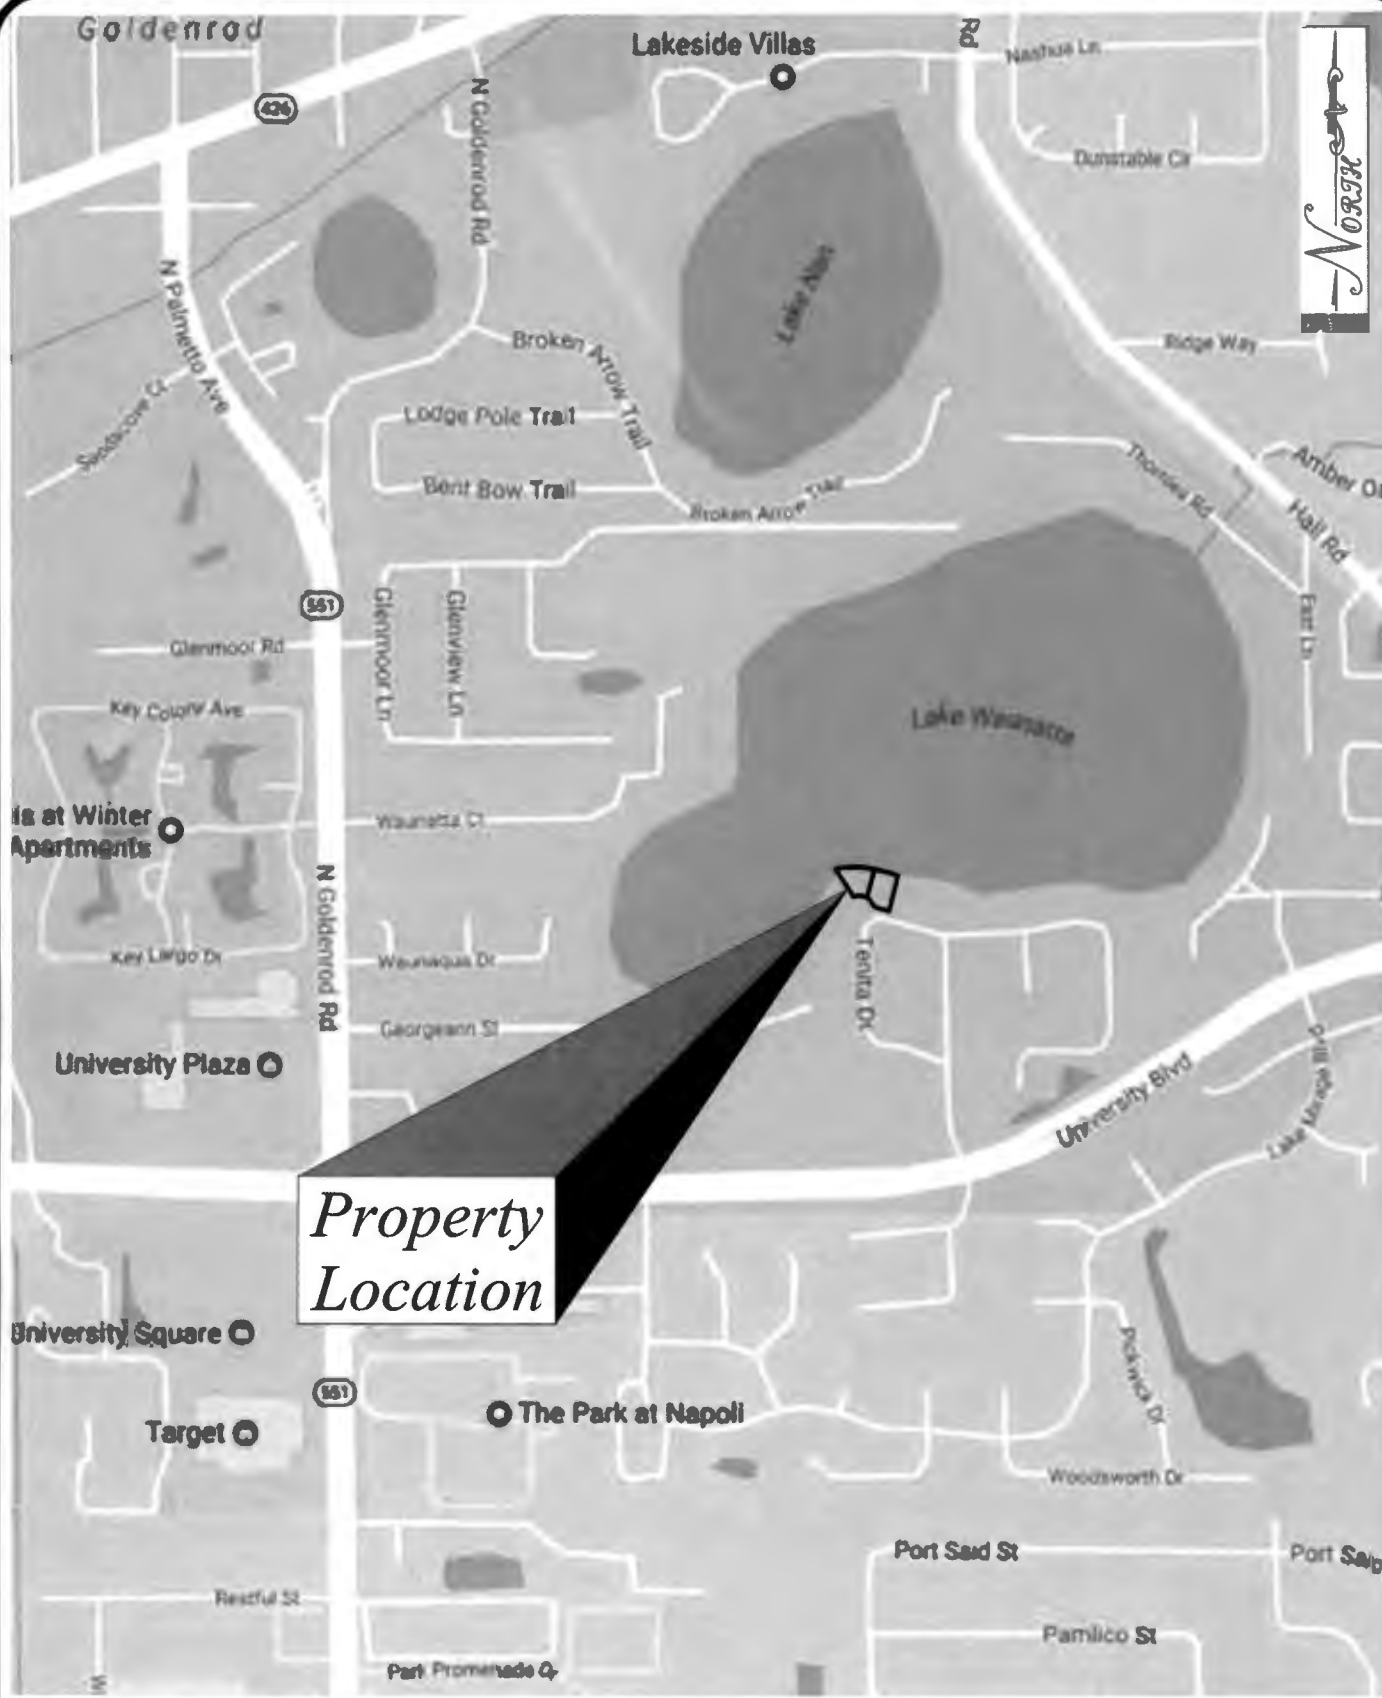 Goldenrod
Lakeside Villas
Rd
Nashua Ln
426
N Goldenrod Rd
Dunstable Cir
NORTH
Lake Nan
N Palmetto Ave
Broken Arrow Trail
Ridge Way
Lodge Pole Trail
Bent Bow Trail
Broken Arrow Trail
Amber
Hall Rd
551
Glenmoor Ln
Glenview Ln
East Ln
Glenmoor Rd
Key Colony Ave
Lake Waunatta
at Winter
Apartments
Waunatta Ct
N Goldenrod Rd
Key Largo Dr
Waunaqua Dr
Tenita Dr
Georgeann St
University Plaza
University Blvd
Lake Mira
Property
Location
University Square
551
Pickwick Dr
The Park at Napoli
Target
Woodsworth Dr
Port Said St
Port Said
Restful St
Pamlico St
Park Promenade Dr